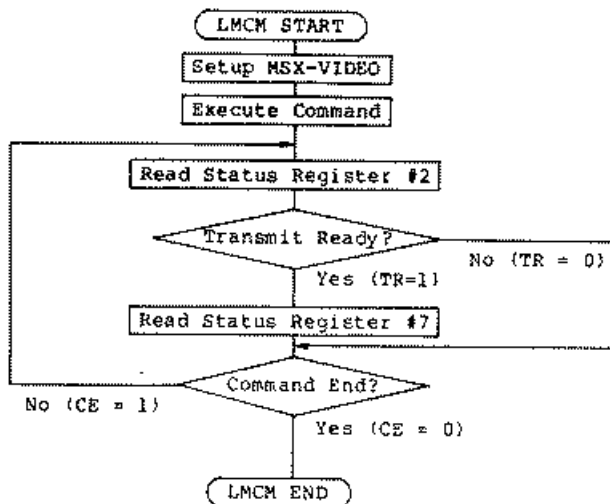 LMCM START
Setup MSX-VIDEO
Execute Command
Read Status Register #2
Transmit Ready?
No (TR = 0)
Yes (TR=1)
Read Status Register #7
Command End?
No (CE = 1)
Yes (CE = 0)
LMCM END